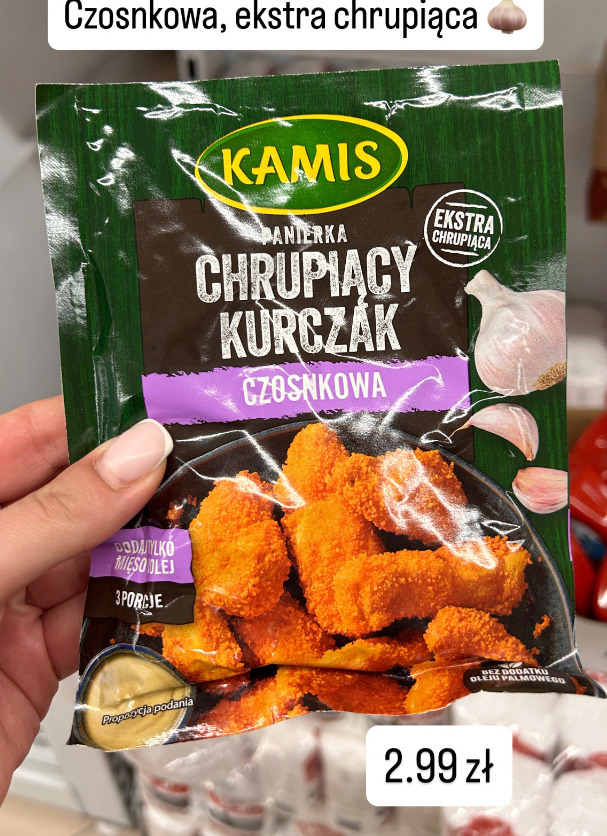 Czosnkowa, ekstra chrupiąca 🧄
KAMIS
PANIERKA
EKSTRA
CHRUPIĄCA
CHRUPIĄCY
KURCZAK
CZOSNKOWA
DODAJ TYLKO
MIĘSO I OLEJ
3 PORCJE
BEZ DODATKU
OLEJU PALMOWEGO
Propozycja podania
2.99 zł